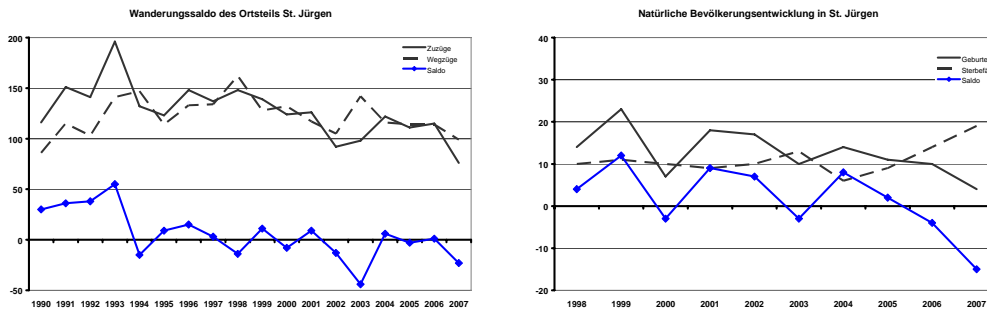 Wanderungssaldo des Ortsteils St. Jürgen
200
150
100
50
0
-50
Zuzüge
Wegzüge
Saldo
1990 1991 1992 1993 1994 1995 1996 1997 1998 1999 2000 2001 2002 2003 2004 2005 2006 2007
Natürliche Bevölkerungsentwicklung in St. Jürgen
40
30
20
10
0
-10
-20
Geburte
Sterbefä
Saldo
1998 1999 2000 2001 2002 2003 2004 2005 2006 2007